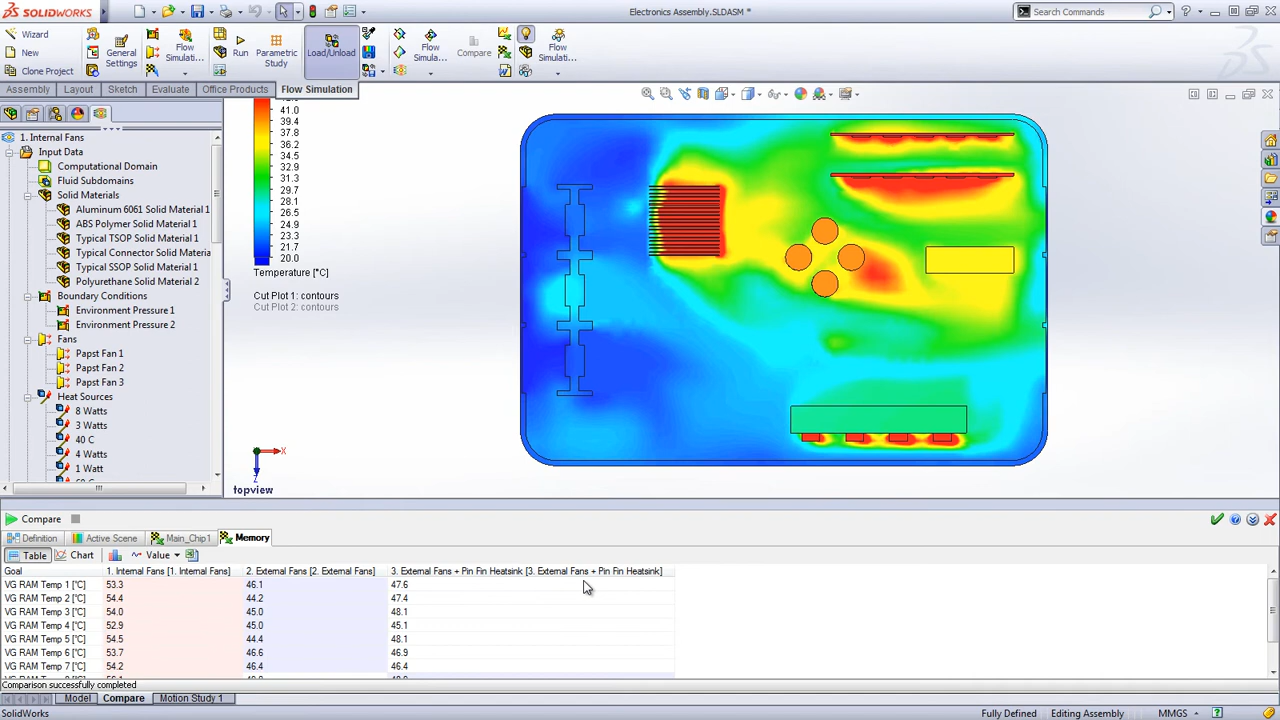 SOLIDWORKS
Electronics Assembly.SLDASM *
Search Commands
Wizard
New
Clone Project
General Settings
Flow Simulati...
Run
Parametric Study
Load/Unload
Flow Simula...
Compare
Flow Simulati...
Assembly
Layout
Sketch
Evaluate
Office Products
Flow Simulation
1. Internal Fans
Input Data
Computational Domain
Fluid Subdomains
Solid Materials
Aluminum 6061 Solid Material 1
ABS Polymer Solid Material 1
Typical TSOP Solid Material 1
Typical Connector Solid Materia
Typical SSOP Solid Material 1
Polyurethane Solid Material 2
Boundary Conditions
Environment Pressure 1
Environment Pressure 2
Fans
Papst Fan 1
Papst Fan 2
Papst Fan 3
Heat Sources
8 Watts
3 Watts
40 C
4 Watts
1 Watt
41.0
39.4
37.8
36.2
34.5
32.9
31.3
29.7
28.1
26.5
24.9
23.3
21.7
20.0
Temperature [°C]
Cut Plot 1: contours
Cut Plot 2: contours
X
Z
topview
Compare
Definition
Active Scene
Main_Chip1
Memory
Table
Chart
Value
Goal 1. Internal Fans [1. Internal Fans] 2. External Fans [2. External Fans] 3. External Fans + Pin Fin Heatsink [3. External Fans + Pin Fin Heatsink]
VG RAM Temp 1 [°C] 53.3 46.1 47.6
VG RAM Temp 2 [°C] 54.4 44.2 47.4
VG RAM Temp 3 [°C] 54.0 45.0 48.1
VG RAM Temp 4 [°C] 52.9 45.0 45.1
VG RAM Temp 5 [°C] 54.5 44.4 48.1
VG RAM Temp 6 [°C] 53.7 46.6 46.9
VG RAM Temp 7 [°C] 54.2 46.4 46.4
Comparison successfully completed
Model
Compare
Motion Study 1
SolidWorks
Fully Defined
Editing Assembly
MMGS